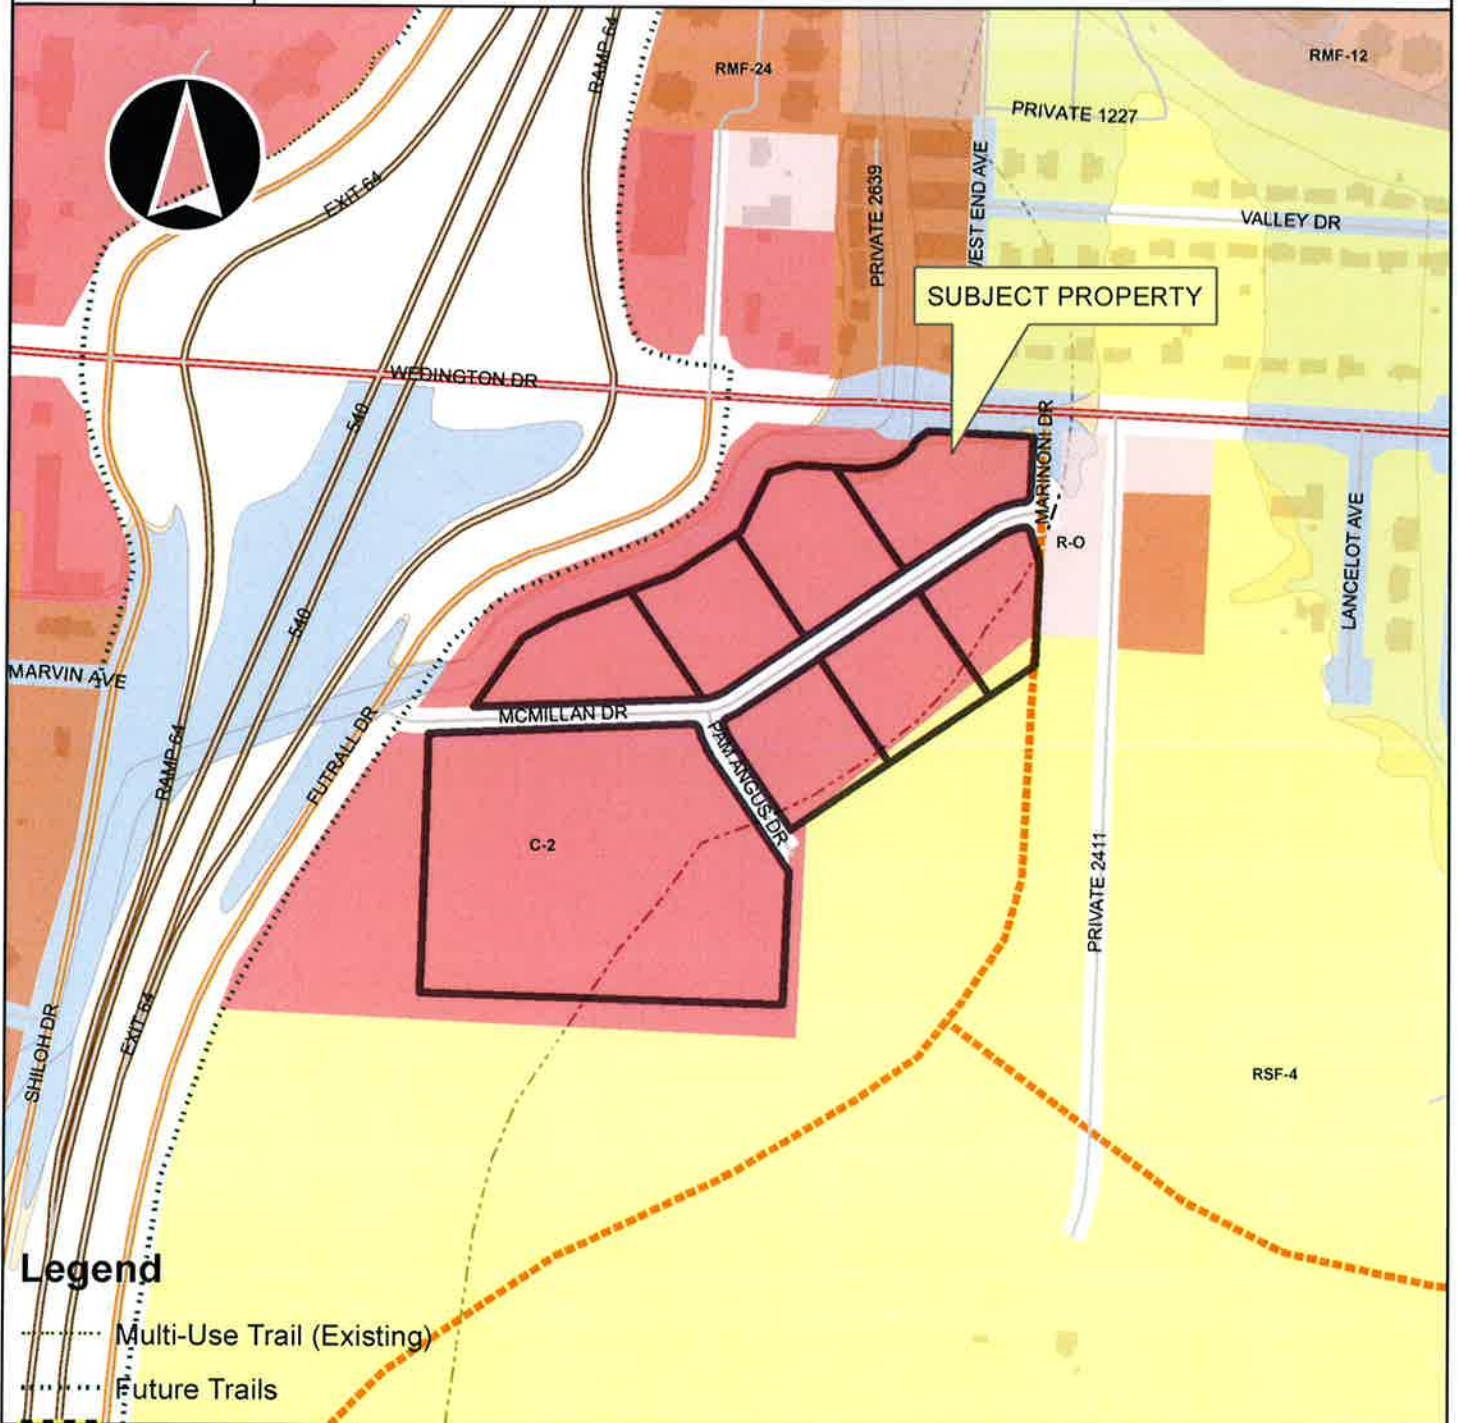 RAMP 64
RMF-24
RMF-12
PRIVATE 1227
EXIT 64
PRIVATE 2639
WEST END AVE
VALLEY DR
SUBJECT PROPERTY
WEDINGTON DR
540
MARINONI DR
R-O
LANCELOT AVE
540
MARVIN AVE
MCMILLAN DR
PAM ANGUS DR
RAMP 64
FUTRALL DR
C-2
PRIVATE 2411
EXIT 64
SHILOH DR
RSF-4
Legend
Multi-Use Trail (Existing)
Future Trails